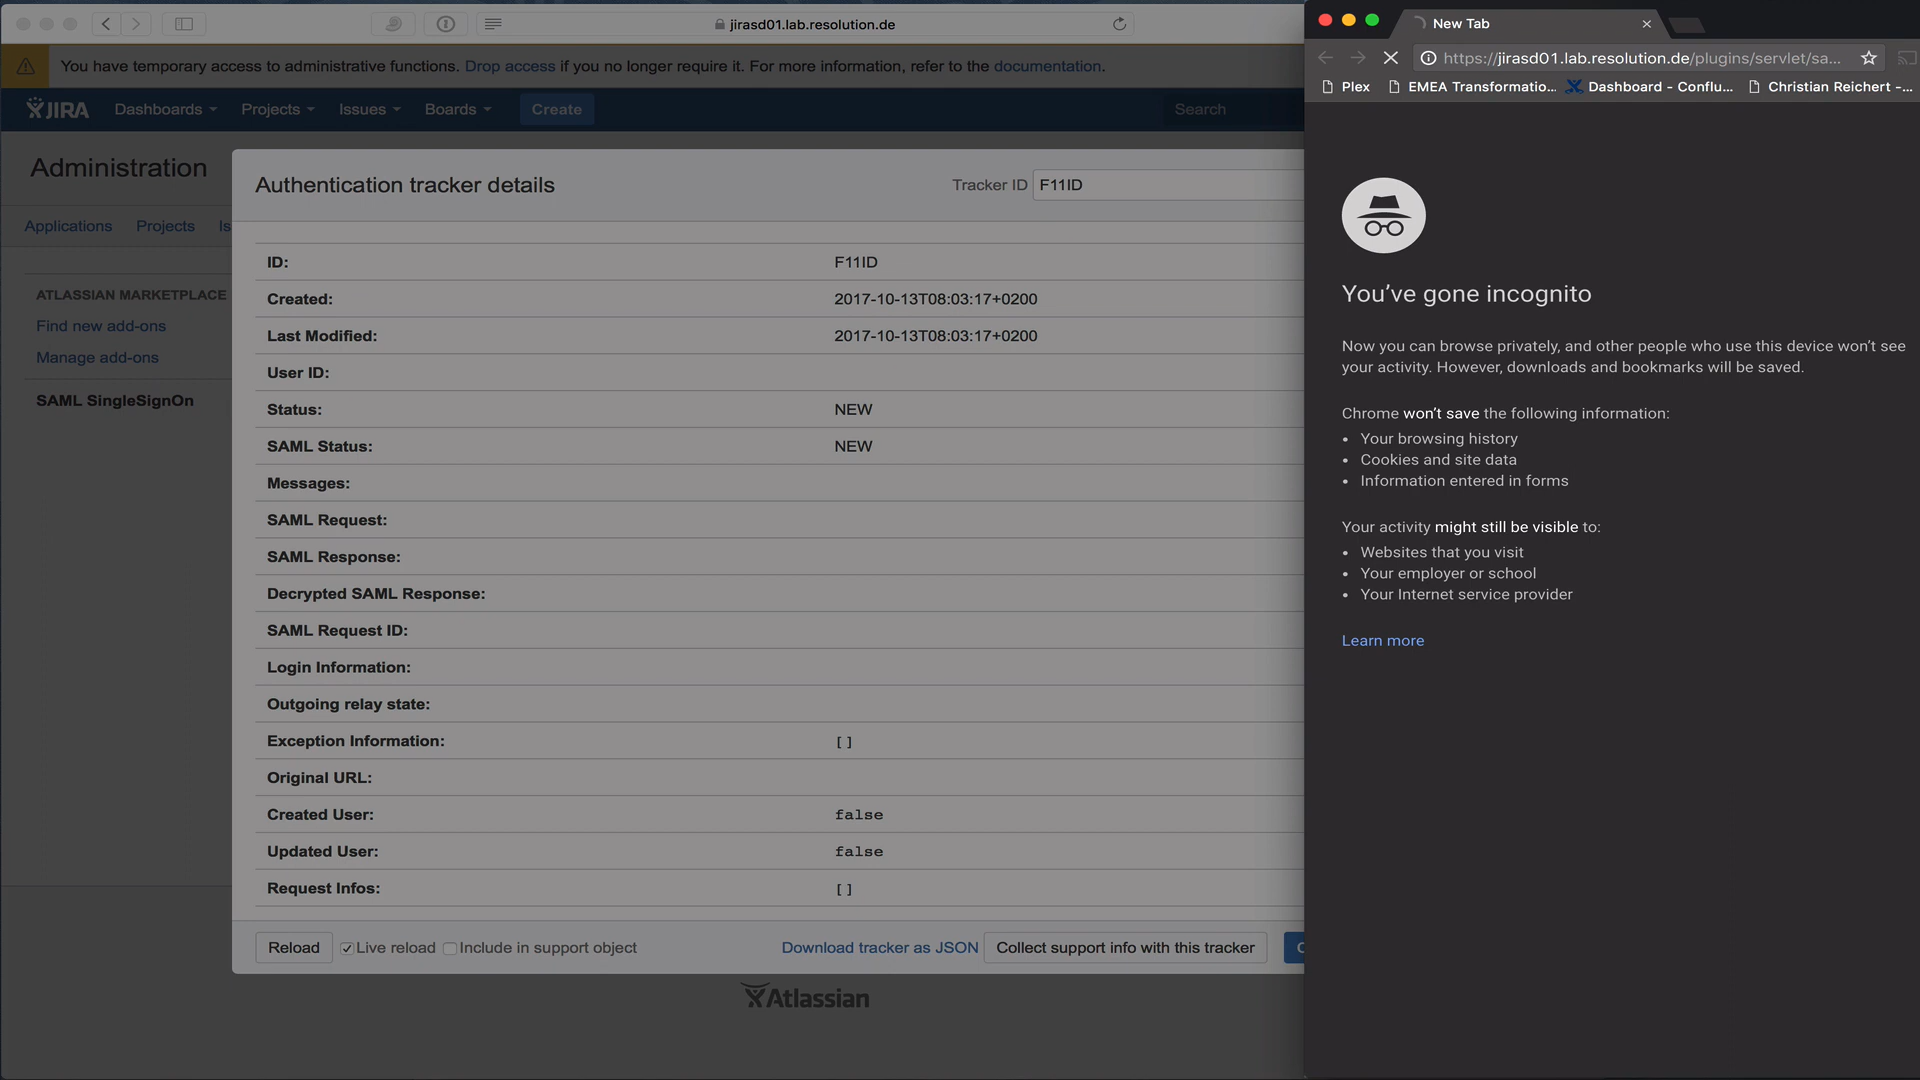 jirasd01.lab.resolution.de
You have temporary access to administrative functions. Drop access if you no longer require it. For more information, refer to the documentation.
JIRA Dashboards Projects Issues Boards Create Search
Administration
Applications Projects Is
ATLASSIAN MARKETPLACE
Find new add-ons
Manage add-ons
SAML SingleSignOn
Authentication tracker details
Tracker ID F11ID
ID: F11ID
Created: 2017-10-13T08:03:17+0200
Last Modified: 2017-10-13T08:03:17+0200
User ID:
Status: NEW
SAML Status: NEW
Messages:
SAML Request:
SAML Response:
Decrypted SAML Response:
SAML Request ID:
Login Information:
Outgoing relay state:
Exception Information: []
Original URL:
Created User: false
Updated User: false
Request Infos: []
Reload Live reload Include in support object Download tracker as JSON Collect support info with this tracker
Atlassian
New Tab
https://jirasd01.lab.resolution.de/plugins/servlet/sa...
Plex EMEA Transformatio... Dashboard - Conflu... Christian Reichert -...
You’ve gone incognito
Now you can browse privately, and other people who use this device won’t see
your activity. However, downloads and bookmarks will be saved.
Chrome won’t save the following information:
• Your browsing history
• Cookies and site data
• Information entered in forms
Your activity might still be visible to:
• Websites that you visit
• Your employer or school
• Your Internet service provider
Learn more